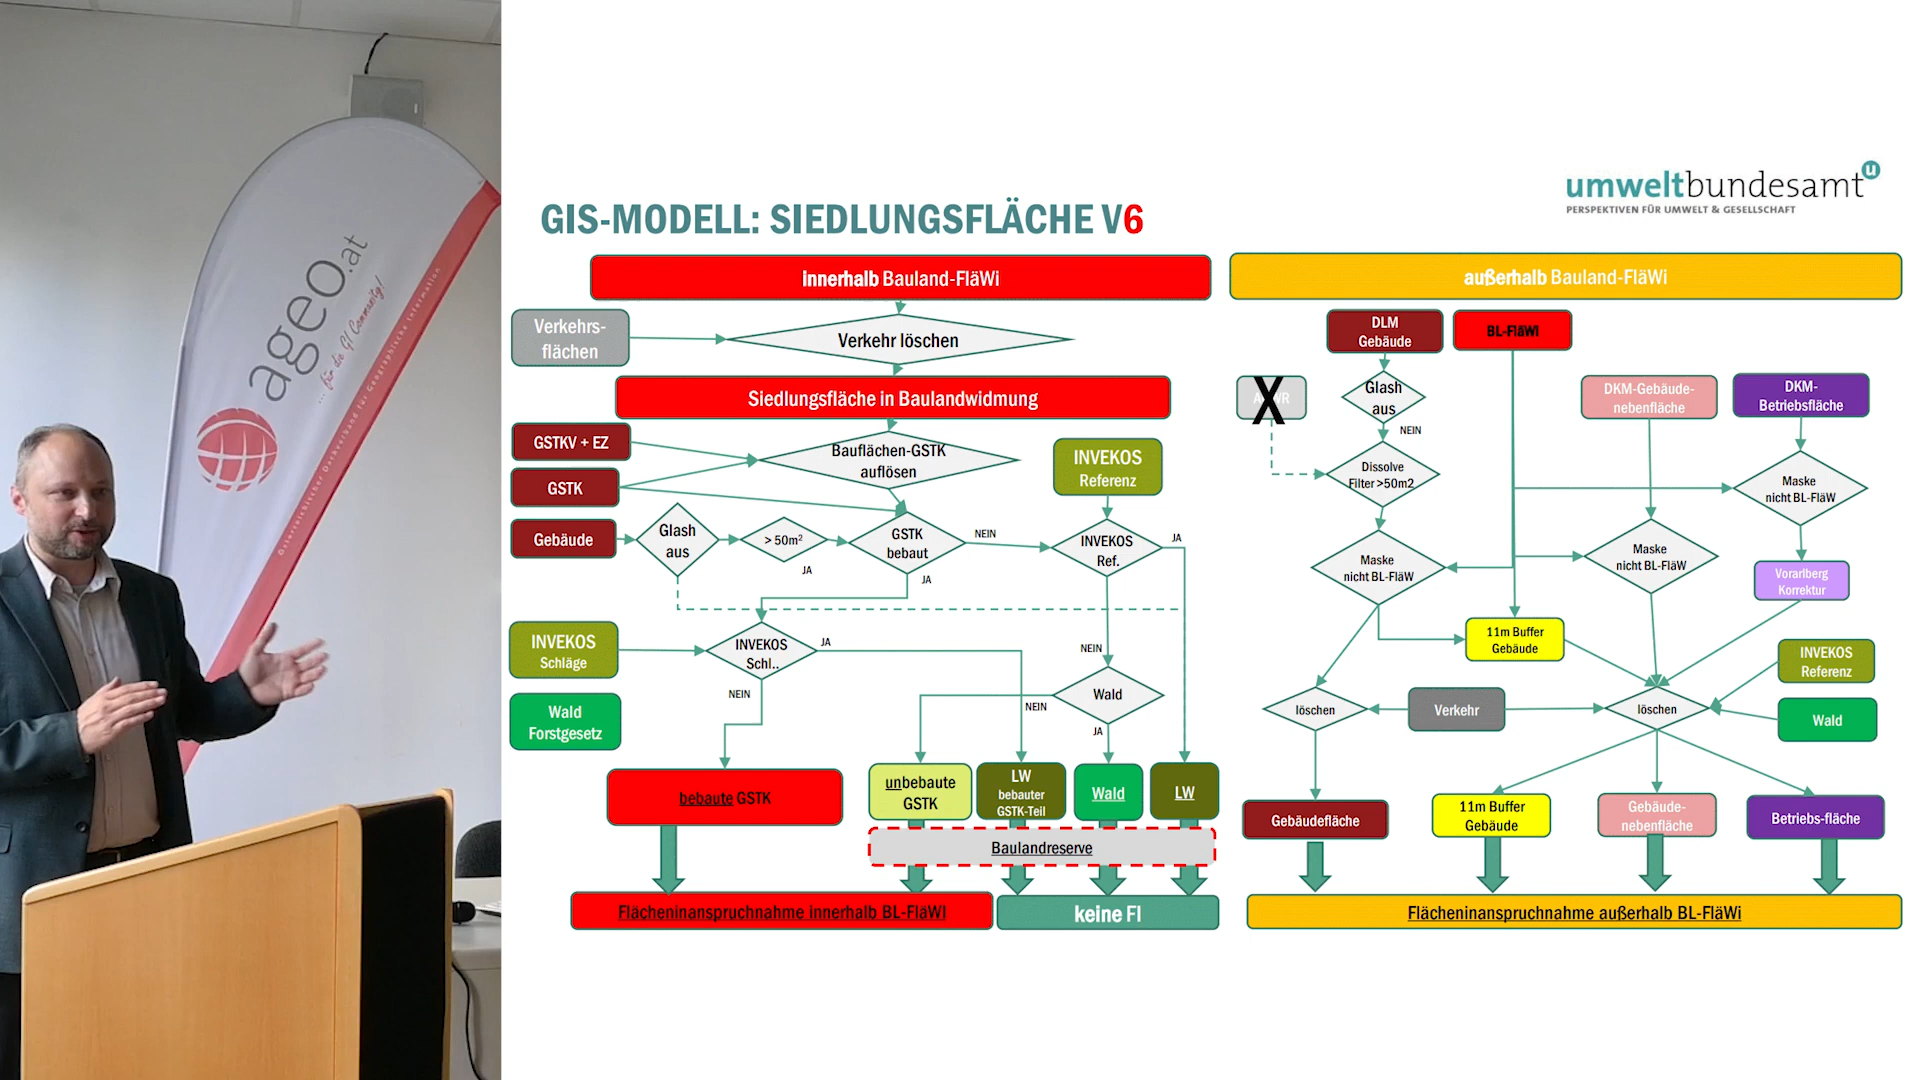 ageo.at
... für die GI Community!
Österreichischer Dachverband für Geographische Information
umweltbundesamt
PERSPEKTIVEN FÜR UMWELT & GESELLSCHAFT
GIS-MODELL: SIEDLUNGSFLÄCHE V6
innerhalb Bauland-FläWi
Verkehrs-
flächen
Verkehr löschen
Siedlungsfläche in Baulandwidmung
GSTKV + EZ
Bauflächen-GSTK
auflösen
GSTK
INVEKOS
Referenz
Gebäude
Glash
aus
> 50m²
JA
GSTK
bebaut
NEIN
JA
INVEKOS
Ref.
JA
INVEKOS
Schläge
INVEKOS
Schl..
JA
NEIN
NEIN
Wald
NEIN
JA
Wald
Forstgesetz
bebaute GSTK
unbebaute
GSTK
LW
bebauter
GSTK-Teil
Wald
LW
Baulandreserve
Flächeninanspruchnahme innerhalb BL-FläWI
keine FI
außerhalb Bauland-FläWi
DLM
Gebäude
BL-FläWI
X
Glash
aus
NEIN
DKM-Gebäude-
nebenfläche
DKM-
Betriebsfläche
Dissolve
Filter >50m2
Maske
nicht BL-FläW
Maske
nicht BL-FläW
Maske
nicht BL-FläW
Vorarlberg
Korrektur
11m Buffer
Gebäude
INVEKOS
Referenz
löschen
Verkehr
löschen
Wald
Gebäudefläche
11m Buffer
Gebäude
Gebäude-
nebenfläche
Betriebs-fläche
Flächeninanspruchnahme außerhalb BL-FläWi